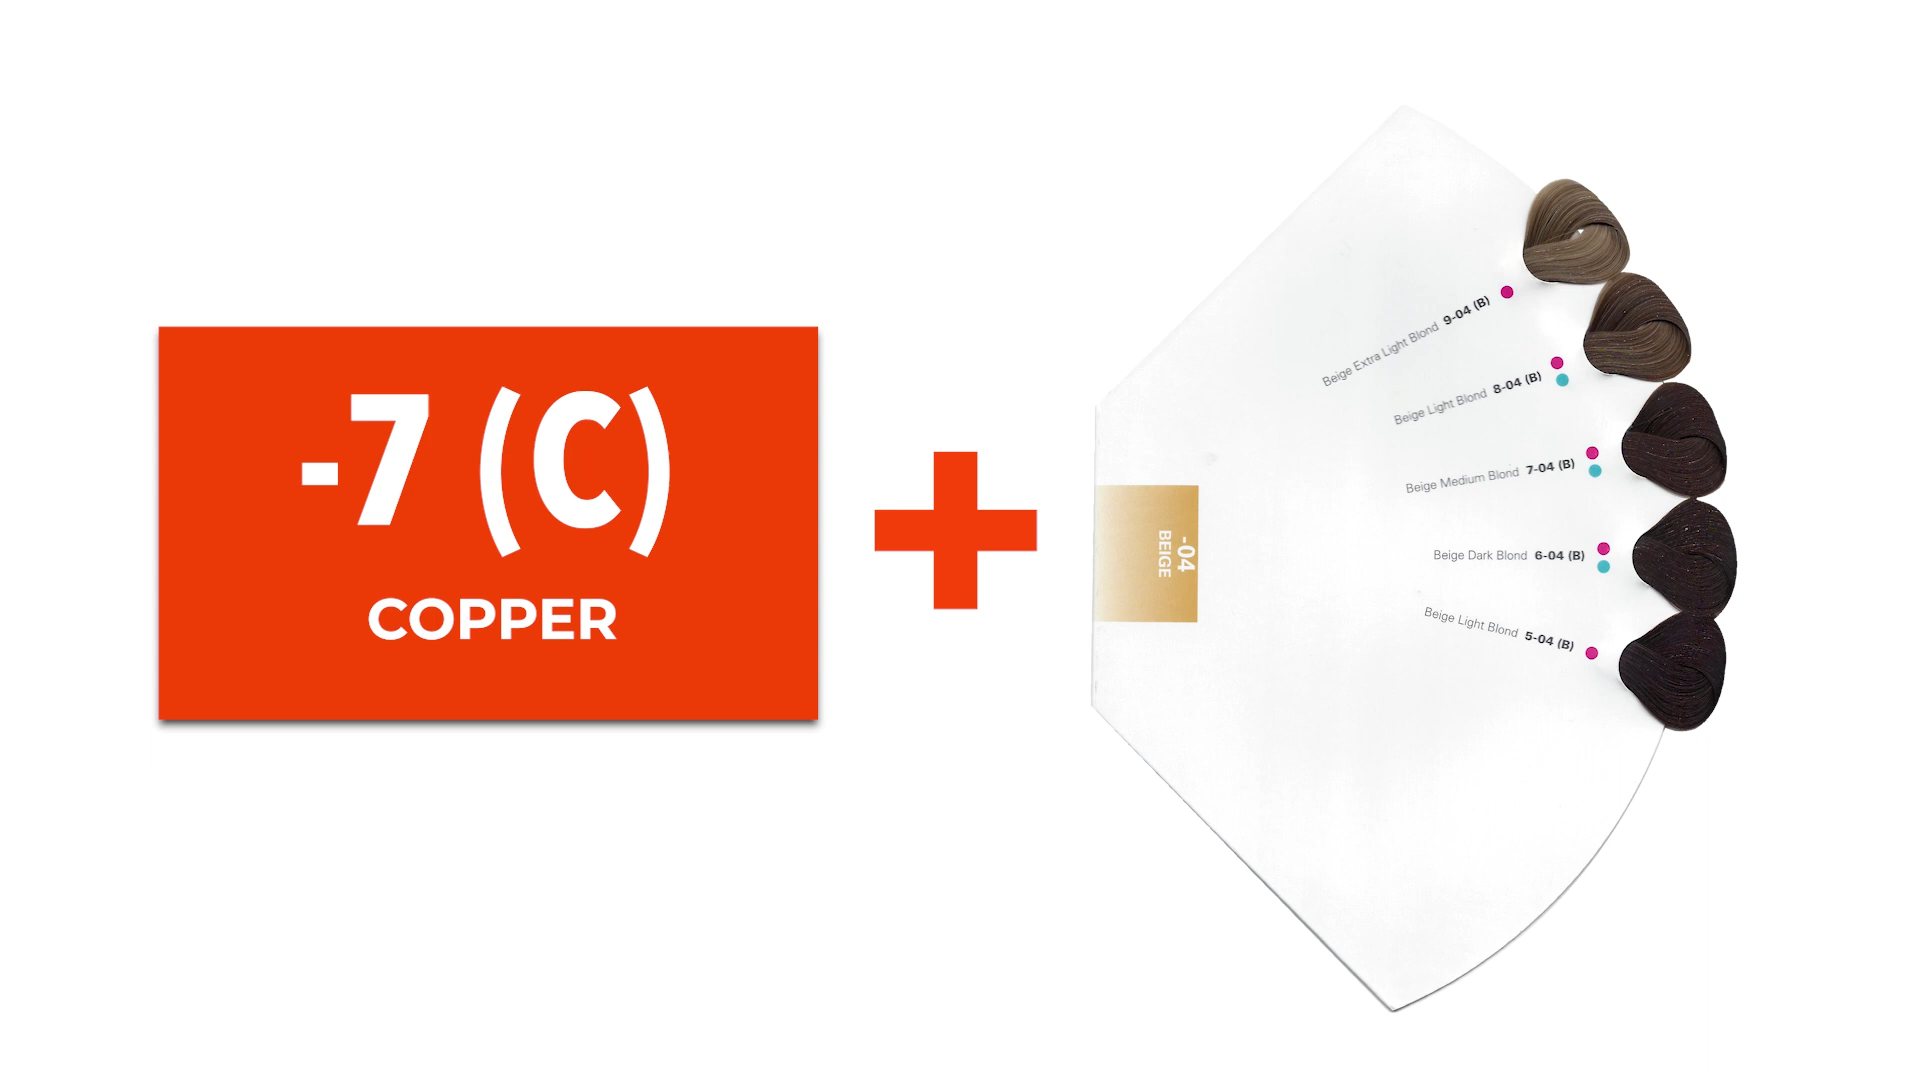 -7 (C)
COPPER
-04
BEIGE
Beige Extra Light Blond 9-04 (B)
Beige Light Blond 8-04 (B)
Beige Medium Blond 7-04 (B)
Beige Dark Blond 6-04 (B)
Beige Light Blond 5-04 (B)